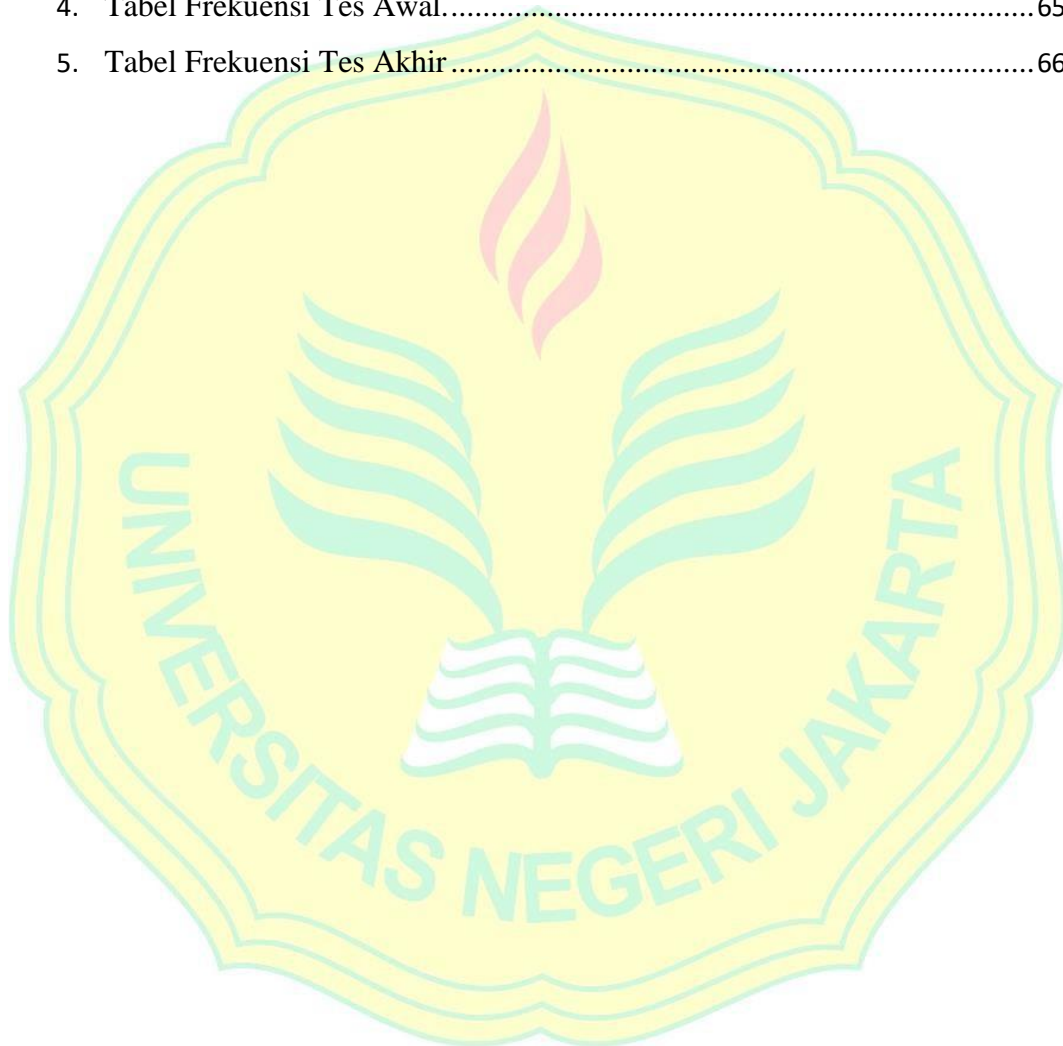 4. Tabel Frekuensi Tes Awal........................................................................65
5. Tabel Frekuensi Tes Akhir.......................................................................66
UNIVERSITAS NEGERI JAKARTA